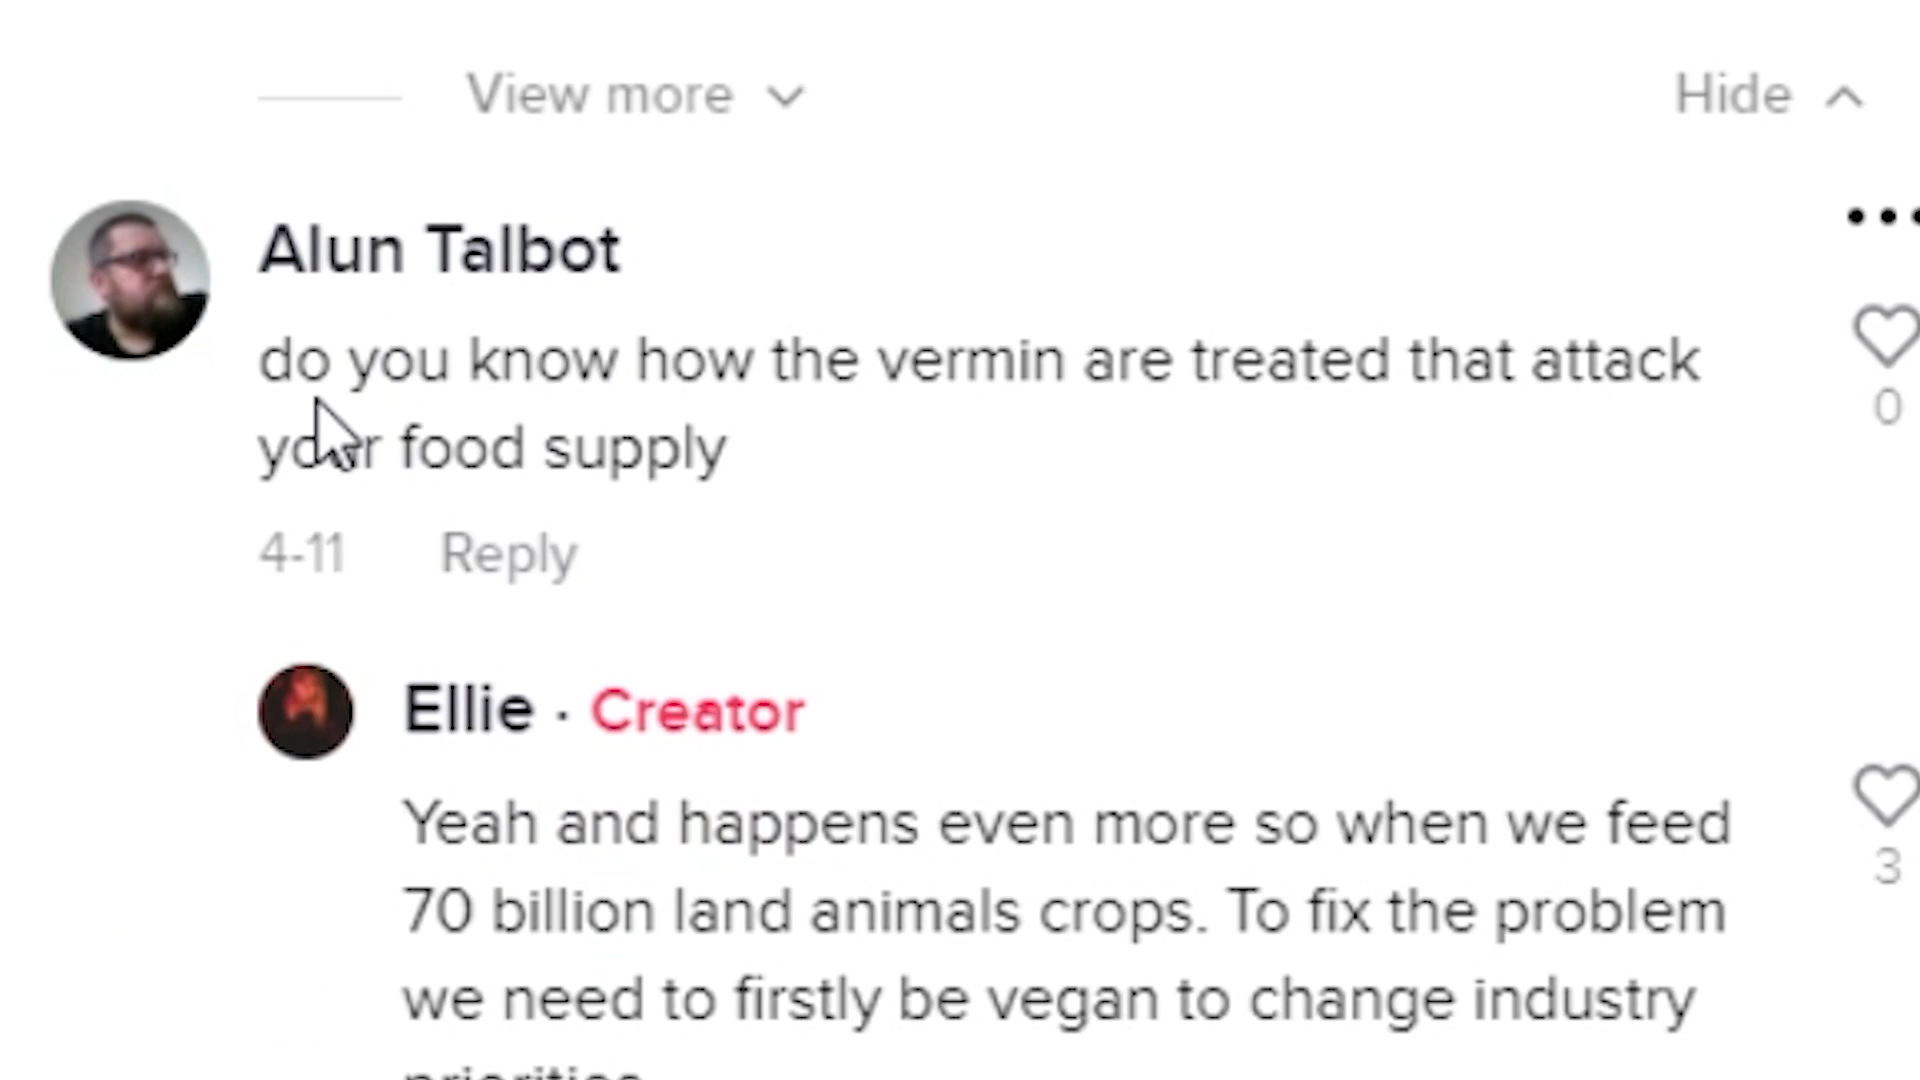 View more
Hide
Alun Talbot
do you know how the vermin are treated that attack
0
your food supply
4-11 Reply
Ellie · Creator
Yeah and happens even more so when we feed
3
70 billion land animals crops. To fix the problem
we need to firstly be vegan to change industry
priorities